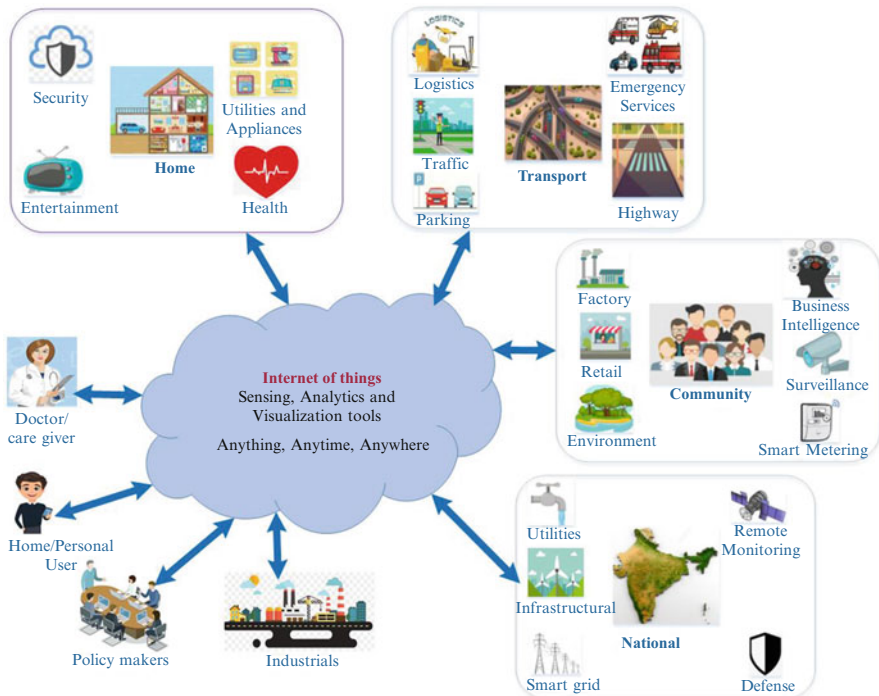 Security
Utilities and
Appliances
Home
Entertainment
Health
LOGISTICS
Logistics
Emergency
Services
Traffic
Transport
P
Parking
Highway
Factory
Business
Intelligence
Retail
Community
Surveillance
Environment
Smart Metering
Internet of things
Sensing, Analytics and
Visualization tools
Anything, Anytime, Anywhere
Doctor/
care giver
Home/Personal
User
Policy makers
Industrials
Utilities
Remote
Monitoring
Infrastructural
National
Smart grid
Defense